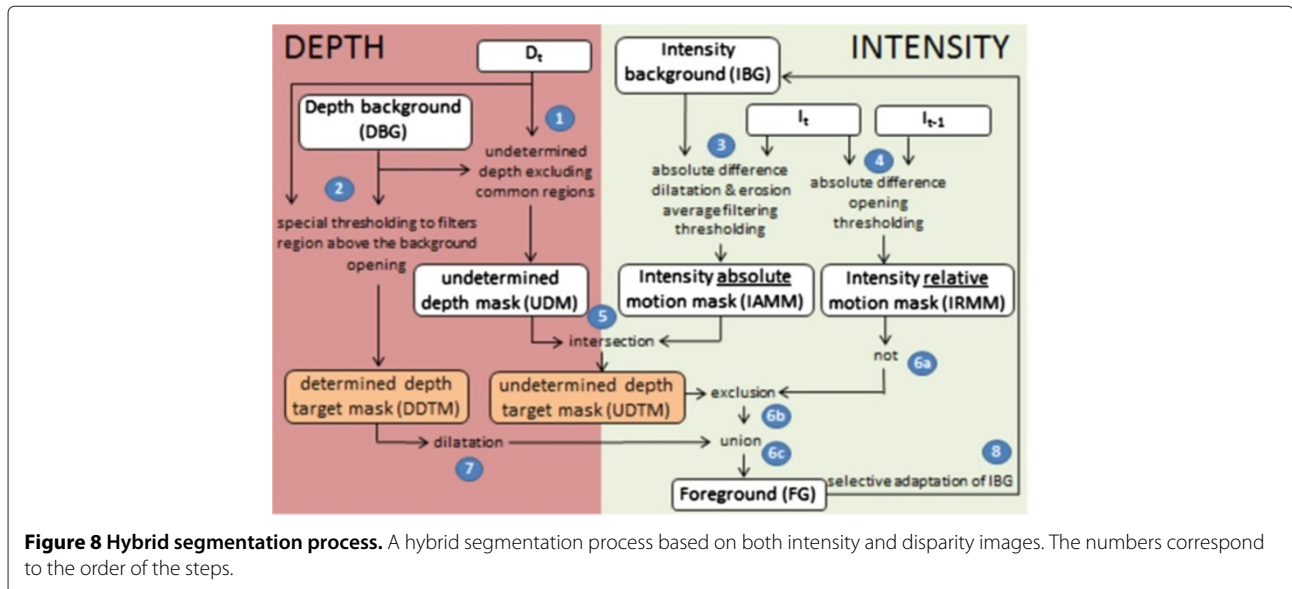 DEPTH
INTENSITY
Dt
Depth background
(DBG)
1
undetermined
depth excluding
common regions
2
special thresholding to filters
region above the background
opening
undetermined
depth mask (UDM)
Intensity
background (IBG)
It
It-1
3
absolute difference
dilatation & erosion
average filtering
thresholding
4
absolute difference
opening
thresholding
Intensity absolute
motion mask (IAMM)
Intensity relative
motion mask (IRMM)
5
intersection
not
6a
determined depth
target mask (DDTM)
undetermined depth
target mask (UDTM)
exclusion
6b
dilatation
7
union
6c
8
Foreground (FG)
selective adaptation of IBG
Figure 8 Hybrid segmentation process. A hybrid segmentation process based on both intensity and disparity images. The numbers correspond
to the order of the steps.